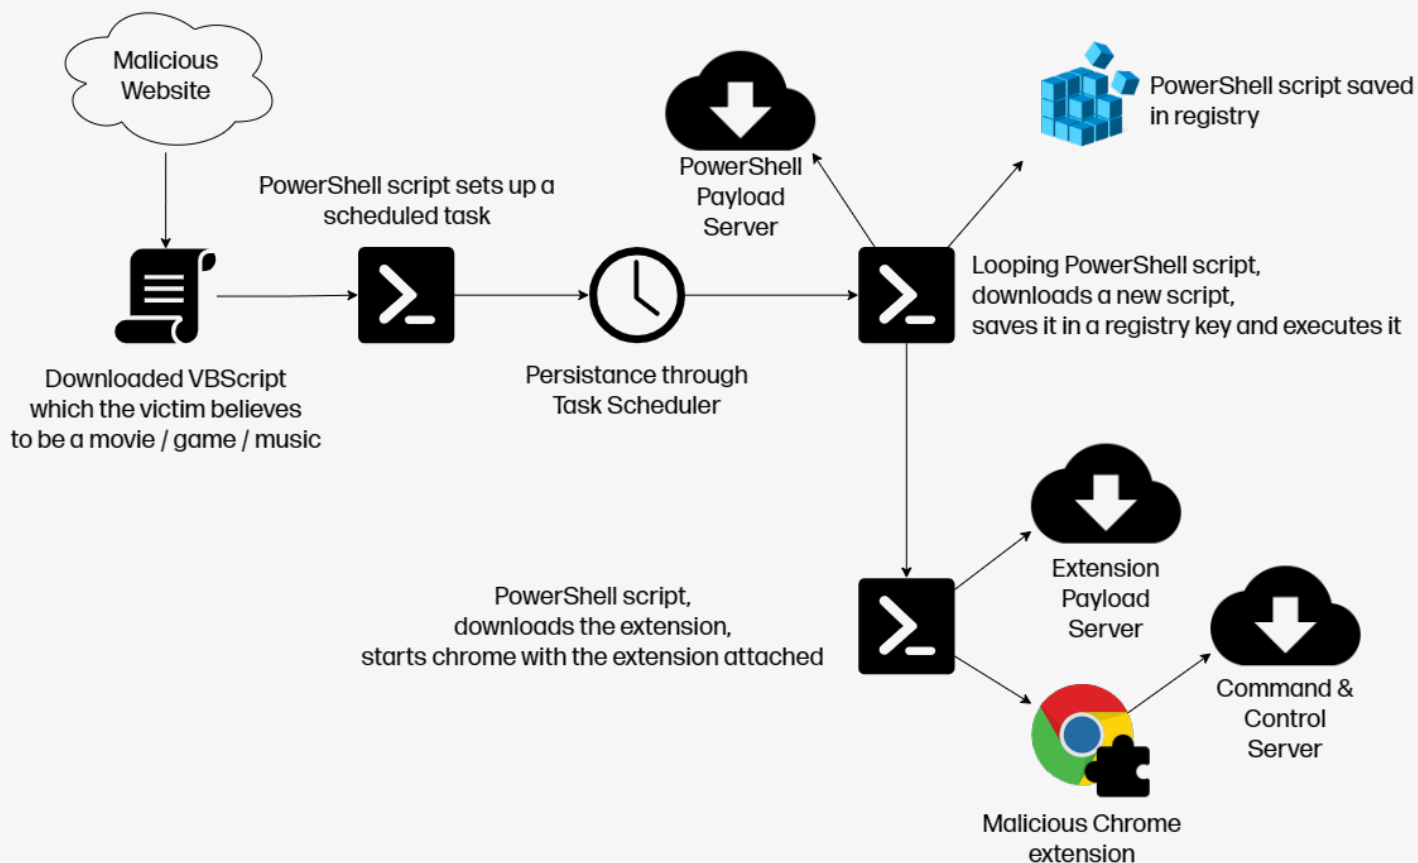 Malicious
Website
PowerShell script saved
in registry
PowerShell
Payload
Server
PowerShell script sets up a
scheduled task
Looping PowerShell script,
downloads a new script,
saves it in a registry key and executes it
Downloaded VBScript
which the victim believes
to be a movie / game / music
Persistance through
Task Scheduler
Extension
Payload
Server
PowerShell script,
downloads the extension,
starts chrome with the extension attached
Command &
Control
Server
Malicious Chrome
extension